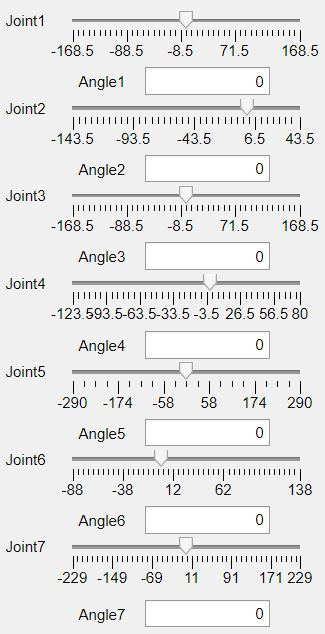 Joint1
-168.5 -88.5 -8.5 71.5 168.5
Angle1 0
Joint2
-143.5 -93.5 -43.5 6.5 43.5
Angle2 0
Joint3
-168.5 -88.5 -8.5 71.5 168.5
Angle3 0
Joint4
-123.5-93.5-63.5-33.5 -3.5 26.5 56.5 80
Angle4 0
Joint5
-290 -174 -58 58 174 290
Angle5 0
Joint6
-88 -38 12 62 138
Angle6 0
Joint7
-229 -149 -69 11 91 171 229
Angle7 0